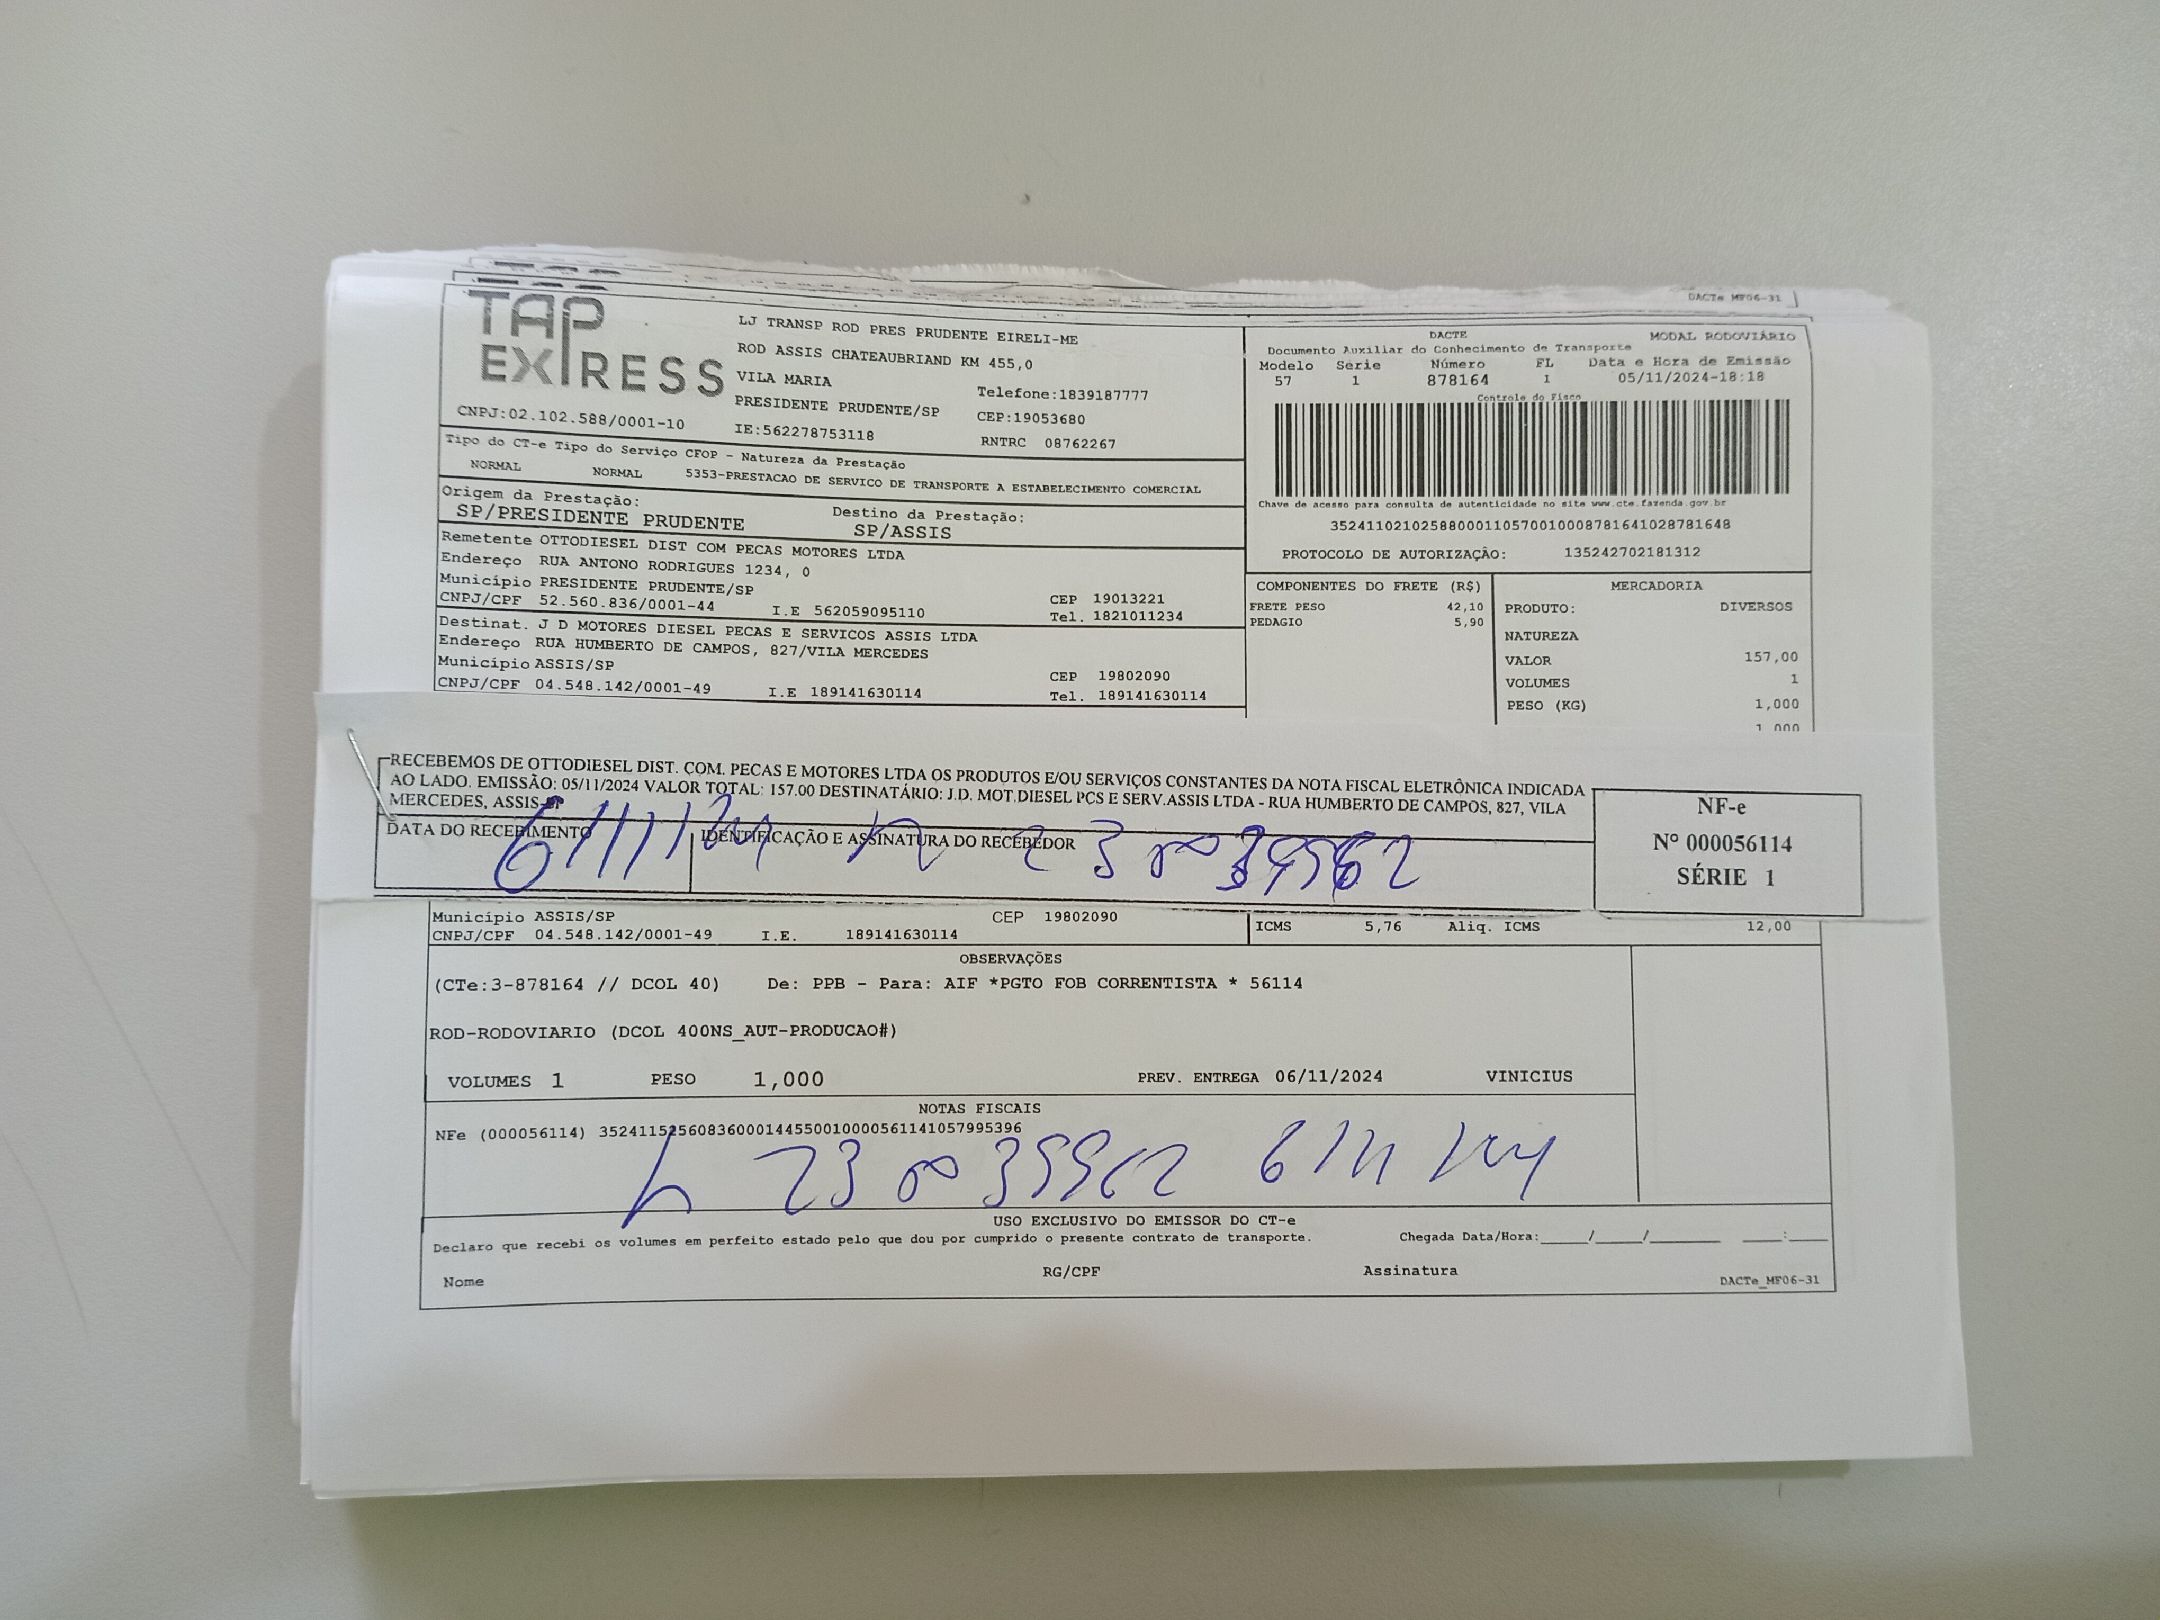 DACTe MF06-31
TAP EXPRESS
LJ TRANSP ROD PRES PRUDENTE EIRELI-ME
ROD ASSIS CHATEAUBRIAND KM 455,0
VILA MARIA
Telefone:1839187777
PRESIDENTE PRUDENTE/SP CEP:19053680
CNPJ:02.102.588/0001-10 IE:562278753118 RNTRC 08762267
DACTE MODAL RODOVIÁRIO
Documento Auxiliar do Conhecimento de Transporte
Modelo Serie Número FL Data e Hora de Emissão
57 1 878164 1 05/11/2024-18:18
Controle do Fisco
Chave de acesso para consulta de autenticidade no site www.cte.fazenda.gov.br
35241102102588000110570010008781641028781648
PROTOCOLO DE AUTORIZAÇÃO: 135242702181312
Tipo do CT-e Tipo do Serviço CFOP - Natureza da Prestação
NORMAL NORMAL 5353-PRESTACAO DE SERVICO DE TRANSPORTE A ESTABELECIMENTO COMERCIAL
Origem da Prestação: Destino da Prestação:
SP/PRESIDENTE PRUDENTE SP/ASSIS
Remetente OTTODIESEL DIST COM PECAS MOTORES LTDA
Endereço RUA ANTONO RODRIGUES 1234, 0
Município PRESIDENTE PRUDENTE/SP CEP 19013221
CNPJ/CPF 52.560.836/0001-44 I.E 562059095110 Tel. 1821011234
Destinat. J D MOTORES DIESEL PECAS E SERVICOS ASSIS LTDA
Endereço RUA HUMBERTO DE CAMPOS, 827/VILA MERCEDES
Município ASSIS/SP CEP 19802090
CNPJ/CPF 04.548.142/0001-49 I.E 189141630114 Tel. 189141630114
COMPONENTES DO FRETE (R$)
FRETE PESO 42,10
PEDAGIO 5,90
MERCADORIA
PRODUTO: DIVERSOS
NATUREZA
VALOR 157,00
VOLUMES 1
PESO (KG) 1,000
1,000
RECEBEMOS DE OTTODIESEL DIST. COM. PECAS E MOTORES LTDA OS PRODUTOS E/OU SERVIÇOS CONSTANTES DA NOTA FISCAL ELETRÔNICA INDICADA
AO LADO. EMISSÃO: 05/11/2024 VALOR TOTAL: 157.00 DESTINATÁRIO: J.D. MOT.DIESEL PCS E SERV.ASSIS LTDA - RUA HUMBERTO DE CAMPOS, 827, VILA
MERCEDES, ASSIS-SP
DATA DO RECEBIMENTO IDENTIFICAÇÃO E ASSINATURA DO RECEBEDOR
6/11/24
NF-e
Nº 000056114
SÉRIE 1
Município ASSIS/SP CEP 19802090
CNPJ/CPF 04.548.142/0001-49 I.E. 189141630114
ICMS 5,76 Aliq. ICMS 12,00
OBSERVAÇÕES
(CTe:3-878164 // DCOL 40) De: PPB - Para: AIF *PGTO FOB CORRENTISTA * 56114
ROD-RODOVIARIO (DCOL 400NS_AUT-PRODUCAO#)
VOLUMES 1 PESO 1,000 PREV. ENTREGA 06/11/2024 VINICIUS
NOTAS FISCAIS
NFe (000056114) 35241152560836000144550010000561141057995396
6/11/24
USO EXCLUSIVO DO EMISSOR DO CT-e
Declaro que recebi os volumes em perfeito estado pelo que dou por cumprido o presente contrato de transporte. Chegada Data/Hora:_____/_____/________ ____:____
Nome RG/CPF Assinatura
DACTe_MF06-31